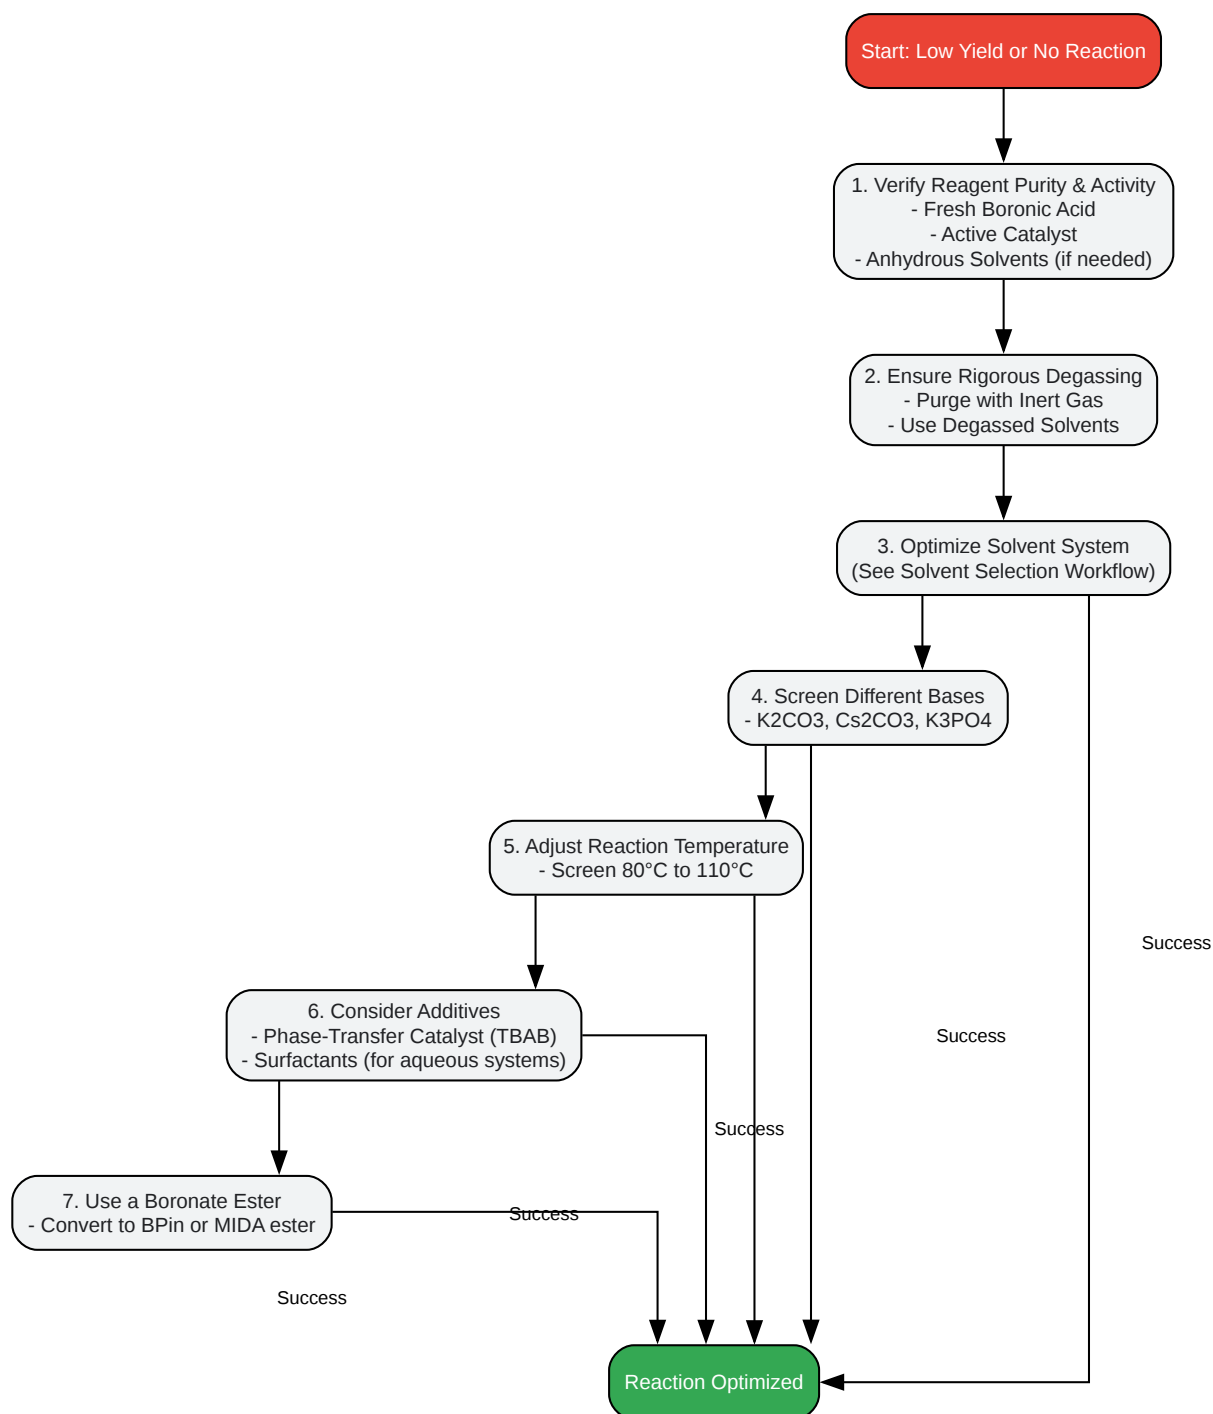 Start: Low Yield or No Reaction
1. Verify Reagent Purity & Activity
- Fresh Boronic Acid
- Active Catalyst
- Anhydrous Solvents (if needed)
2. Ensure Rigorous Degassing
- Purge with Inert Gas
- Use Degassed Solvents
3. Optimize Solvent System
(See Solvent Selection Workflow)
4. Screen Different Bases
- K2CO3, Cs2CO3, K3PO4
5. Adjust Reaction Temperature
- Screen 80°C to 110°C
Success
6. Consider Additives
- Phase-Transfer Catalyst (TBAB)
- Surfactants (for aqueous systems)
Success
Success
7. Use a Boronate Ester
- Convert to BPin or MIDA ester
Success
Success
Reaction Optimized